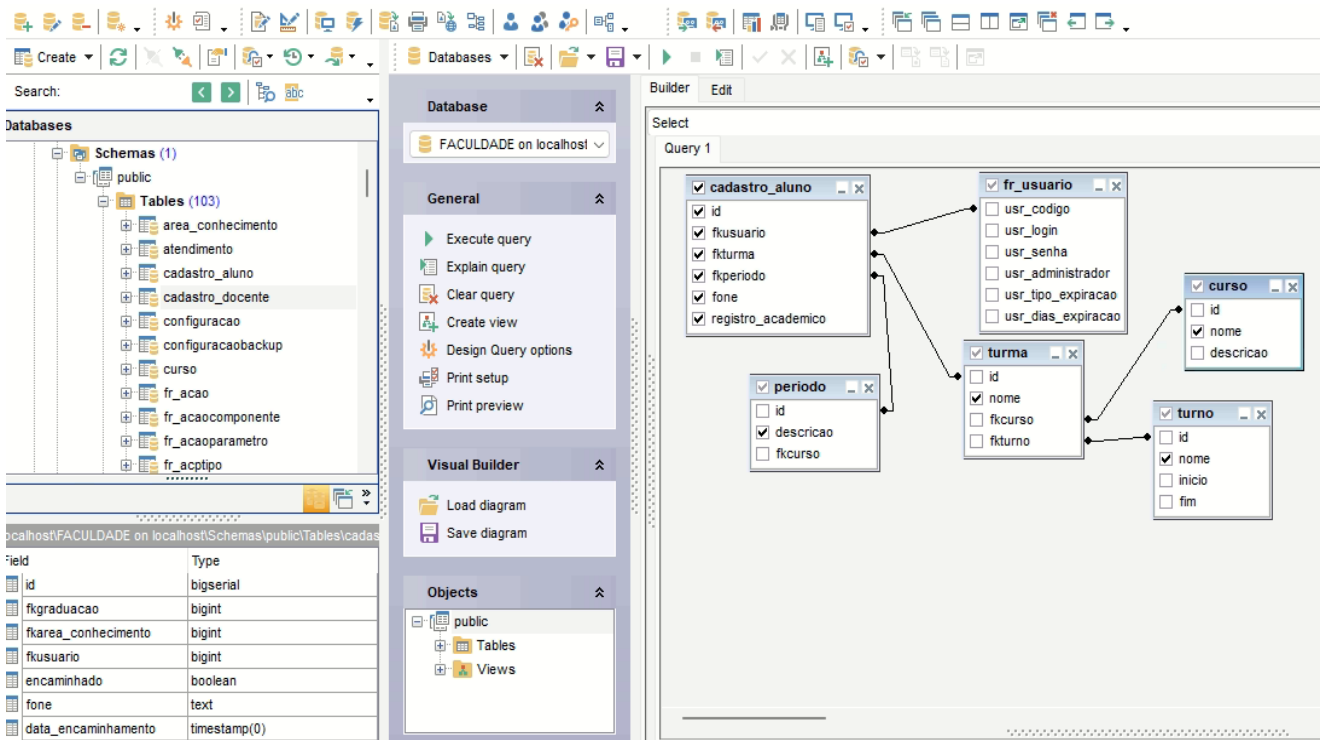 Create
Databases
Search:
abc
Databases
Schemas (1)
public
Tables (103)
area_conhecimento
atendimento
cadastro_aluno
cadastro_docente
configuracao
configuracaobackup
curso
fr_acao
fr_acaocomponente
fr_acaoparametro
fr_acptipo
ocalhost\FACULDADE on localhost\Schemas\public\Tables\cadas
Field Type
id bigserial
fkgraduacao bigint
fkarea_conhecimento bigint
fkusuario bigint
encaminhado boolean
fone text
data_encaminhamento timestamp(0)
Database
FACULDADE on localhost
General
Execute query
Explain query
Clear query
Create view
Design Query options
Print setup
Print preview
Visual Builder
Load diagram
Save diagram
Objects
public
Tables
Views
Builder Edit
Select
Query 1
cadastro_aluno
id
fkusuario
fkturma
fkperiodo
fone
registro_academico
fr_usuario
usr_codigo
usr_login
usr_senha
usr_administrador
usr_tipo_expiracao
usr_dias_expiracao
curso
id
nome
descricao
turma
id
nome
fkcurso
fkturno
periodo
id
descricao
fkcurso
turno
id
nome
inicio
fim